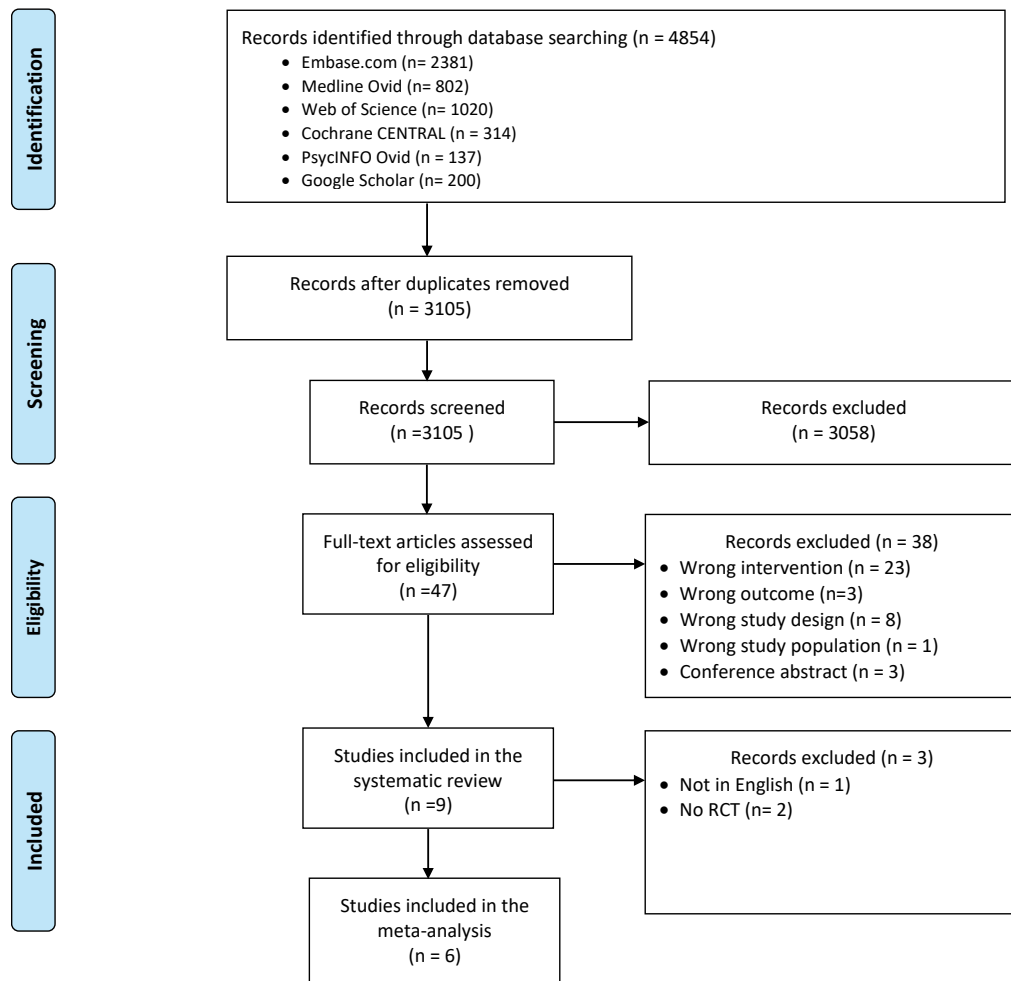 Identification
Records identified through database searching (n = 4854)
• Embase.com (n= 2381)
• Medline Ovid (n= 802)
• Web of Science (n= 1020)
• Cochrane CENTRAL (n = 314)
• PsycINFO Ovid (n = 137)
• Google Scholar (n= 200)
Screening
Records after duplicates removed
(n = 3105)
Records screened
(n =3105 )
Records excluded
(n = 3058)
Eligibility
Full-text articles assessed
for eligibility
(n =47)
Records excluded (n = 38)
• Wrong intervention (n = 23)
• Wrong outcome (n=3)
• Wrong study design (n = 8)
• Wrong study population (n = 1)
• Conference abstract (n = 3)
Included
Studies included in the
systematic review
(n =9)
Records excluded (n = 3)
• Not in English (n = 1)
• No RCT (n= 2)
Studies included in the
meta-analysis
(n = 6)